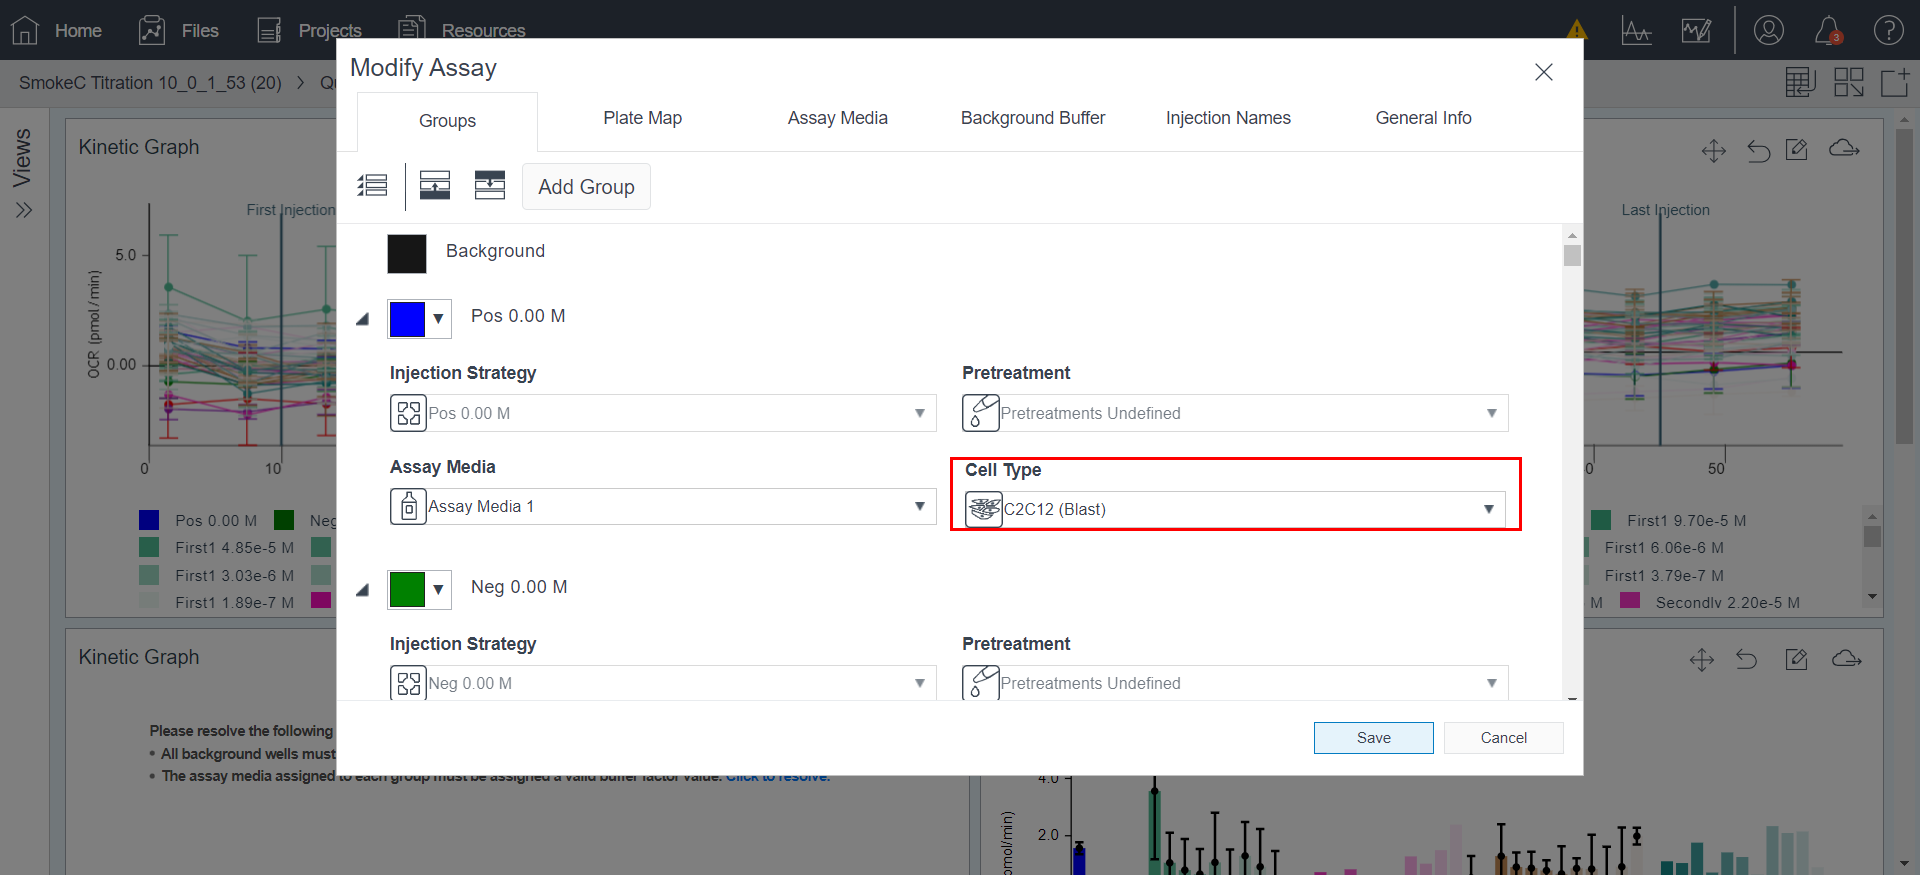 Home Files Projects Resources
3
SmokeC Titration 10_0_1_53 (20) > Qu
Views
Kinetic Graph
First Injection
OCR (pmol/min)
5.0
0.00
0 10
Pos 0.00 M Neg
First1 4.85e-5 M
First1 3.03e-6 M
First1 1.89e-7 M
Last Injection
0 50
First1 9.70e-5 M
First1 6.06e-6 M
First1 3.79e-7 M
M Secondly 2.20e-5 M
Modify Assay
Groups Plate Map Assay Media Background Buffer Injection Names General Info
Add Group
Background
Pos 0.00 M
Injection Strategy Pretreatment
Pos 0.00 M Pretreatments Undefined
Assay Media Cell Type
Assay Media 1 C2C12 (Blast)
Neg 0.00 M
Injection Strategy Pretreatment
Neg 0.00 M Pretreatments Undefined
Save Cancel
Kinetic Graph
Please resolve the following
• All background wells must
• The assay media assigned to each group must be assigned a valid buffer factor value. Click to resolve.
4.0
2.0
omol/min)